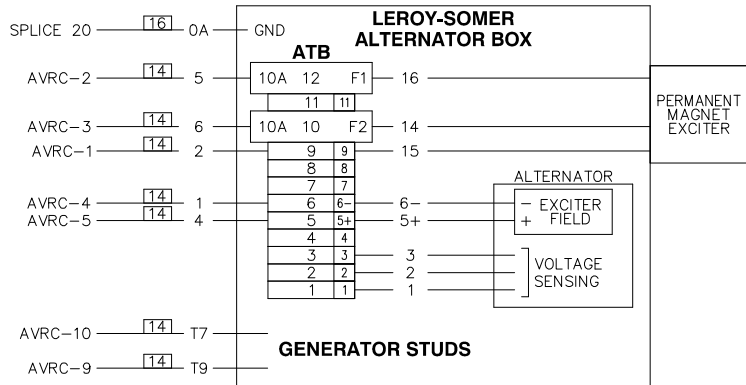 LEROY-SOMER
ALTERNATOR BOX
SPLICE 20 16 0A GND
ATB
AVRC-2 14 5 10A 12 F1 16
11 11
PERMANENT
MAGNET
EXCITER
AVRC-3 14 6 10A 10 F2 14
AVRC-1 14 2 9 9 15
8 8
7 7
ALTERNATOR
AVRC-4 14 1 6 6- 6- - EXCITER
AVRC-5 14 4 5 5+ 5+ + FIELD
4 4
3 3 3
2 2 2
1 1 1
VOLTAGE
SENSING
AVRC-10 14 T7
GENERATOR STUDS
AVRC-9 14 T9